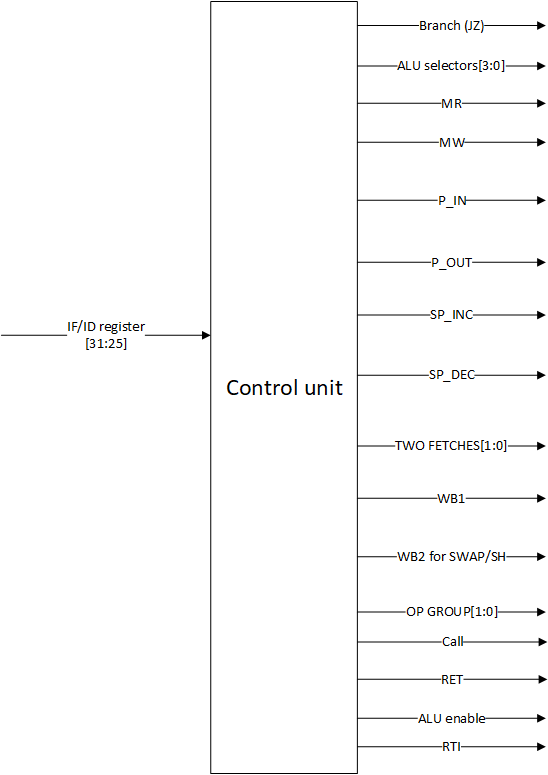 Branch (JZ)
ALU selectors[3:0]
MR
MW
P_IN
P_OUT
SP_INC
IF/ID register
[31:25]
SP_DEC
Control unit
TWO FETCHES[1:0]
WB1
WB2 for SWAP/SH
OP GROUP[1:0]
Call
RET
ALU enable
RTI